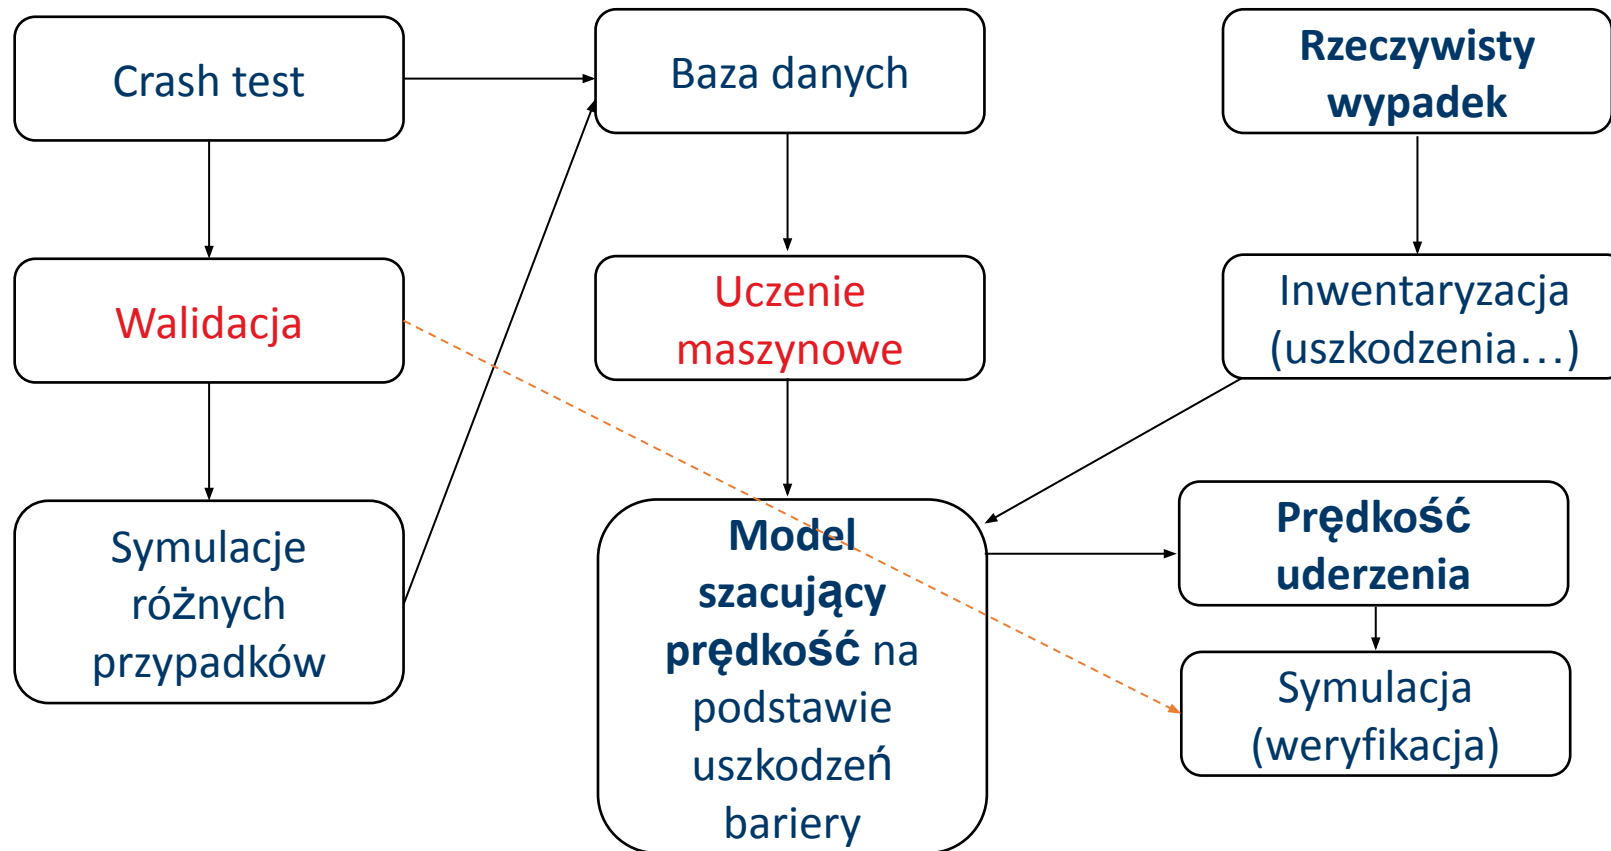 Crash test
Baza danych
Rzeczywisty
wypadek
Walidacja
Uczenie
maszynowe
Inwentaryzacja
(uszkodzenia...)
Symulacje
różnych
przypadków
Model
szacujący
prędkość na
podstawie
uszkodzeń
bariery
Prędkość
uderzenia
Symulacja
(weryfikacja)